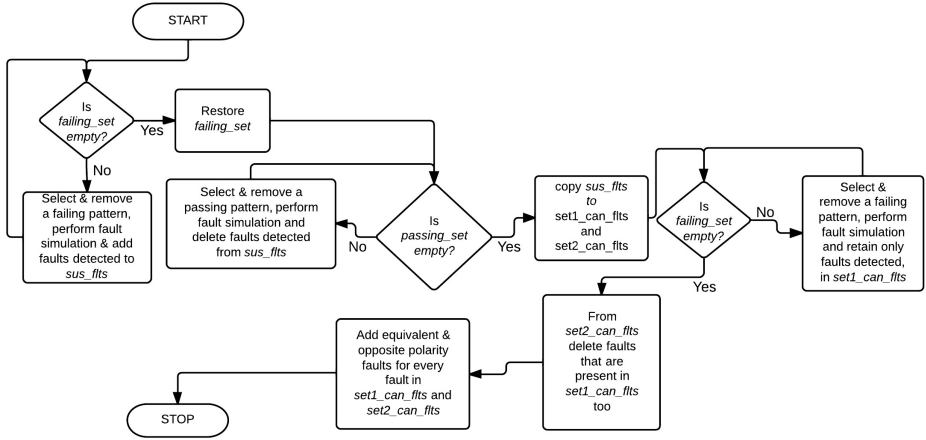 START
Is
failing_set
empty?
Yes
No
Restore
failing_set
Select & remove
a failing pattern,
perform fault
simulation & add
faults detected to
sus_flts
Select & remove a
passing pattern, perform
fault simulation and
delete faults detected
from sus_flts
No
Is
passing_set
empty?
Yes
copy sus_flts
to
set1_can_flts
and
set2_can_flts
Is
failing_set
empty?
No
Yes
Select &
remove a failing
pattern, perform
fault simulation
and retain only
faults detected,
in set1_can_flts
From
set2_can_flts
delete faults
that are
present in
set1_can_flts
too
Add equivalent &
opposite polarity
faults for every
fault in
set1_can_flts and
set2_can_flts
STOP